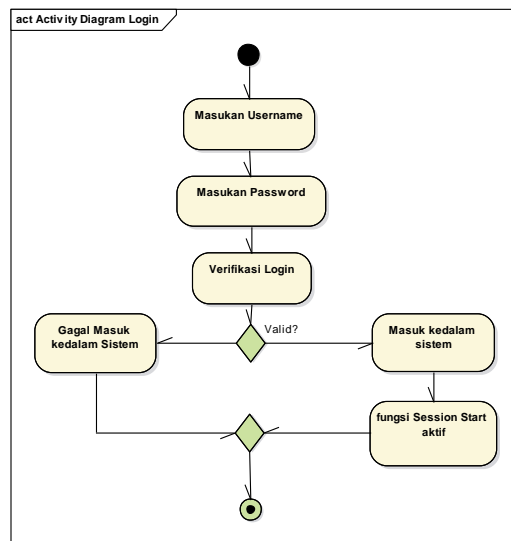 act Activity Diagram Login
Masukan Username
Masukan Password
Verifikasi Login
Valid?
Gagal Masuk
kedalam Sistem
Masuk kedalam
sistem
fungsi Session Start
aktif